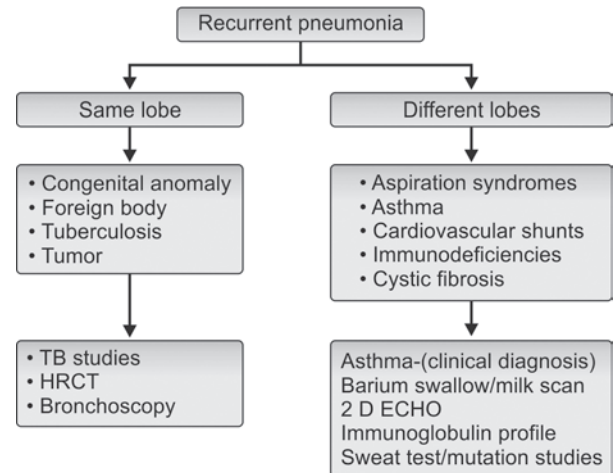 Recurrent pneumonia
Same lobe
• Congenital anomaly
• Foreign body
• Tuberculosis
• Tumor
• TB studies
• HRCT
• Bronchoscopy
Different lobes
• Aspiration syndromes
• Asthma
• Cardiovascular shunts
• Immunodeficiencies
• Cystic fibrosis
Asthma-(clinical diagnosis)
Barium swallow/milk scan
2 D ECHO
Immunoglobulin profile
Sweat test/mutation studies